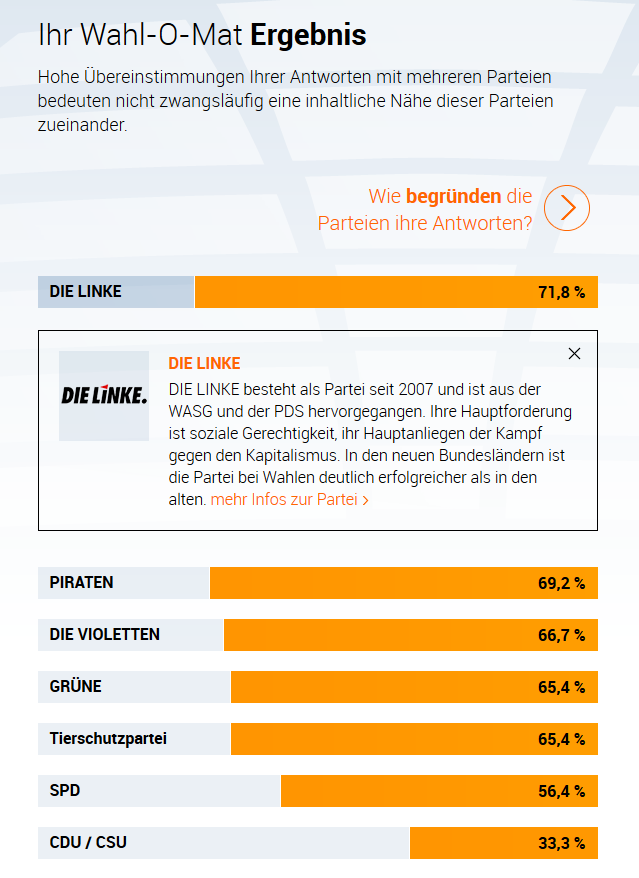 Ihr Wahl-O-Mat Ergebnis
Hohe Übereinstimmungen Ihrer Antworten mit mehreren Parteien
bedeuten nicht zwangsläufig eine inhaltliche Nähe dieser Parteien
zueinander.
Wie begründen die
Parteien ihre Antworten?
DIE LINKE 71,8 %
DIE LINKE.
DIE LINKE
DIE LINKE besteht als Partei seit 2007 und ist aus der
WASG und der PDS hervorgegangen. Ihre Hauptforderung
ist soziale Gerechtigkeit, ihr Hauptanliegen der Kampf
gegen den Kapitalismus. In den neuen Bundesländern ist
die Partei bei Wahlen deutlich erfolgreicher als in den
alten. mehr Infos zur Partei
PIRATEN 69,2 %
DIE VIOLETTEN 66,7 %
GRÜNE 65,4 %
Tierschutzpartei 65,4 %
SPD 56,4 %
CDU / CSU 33,3 %